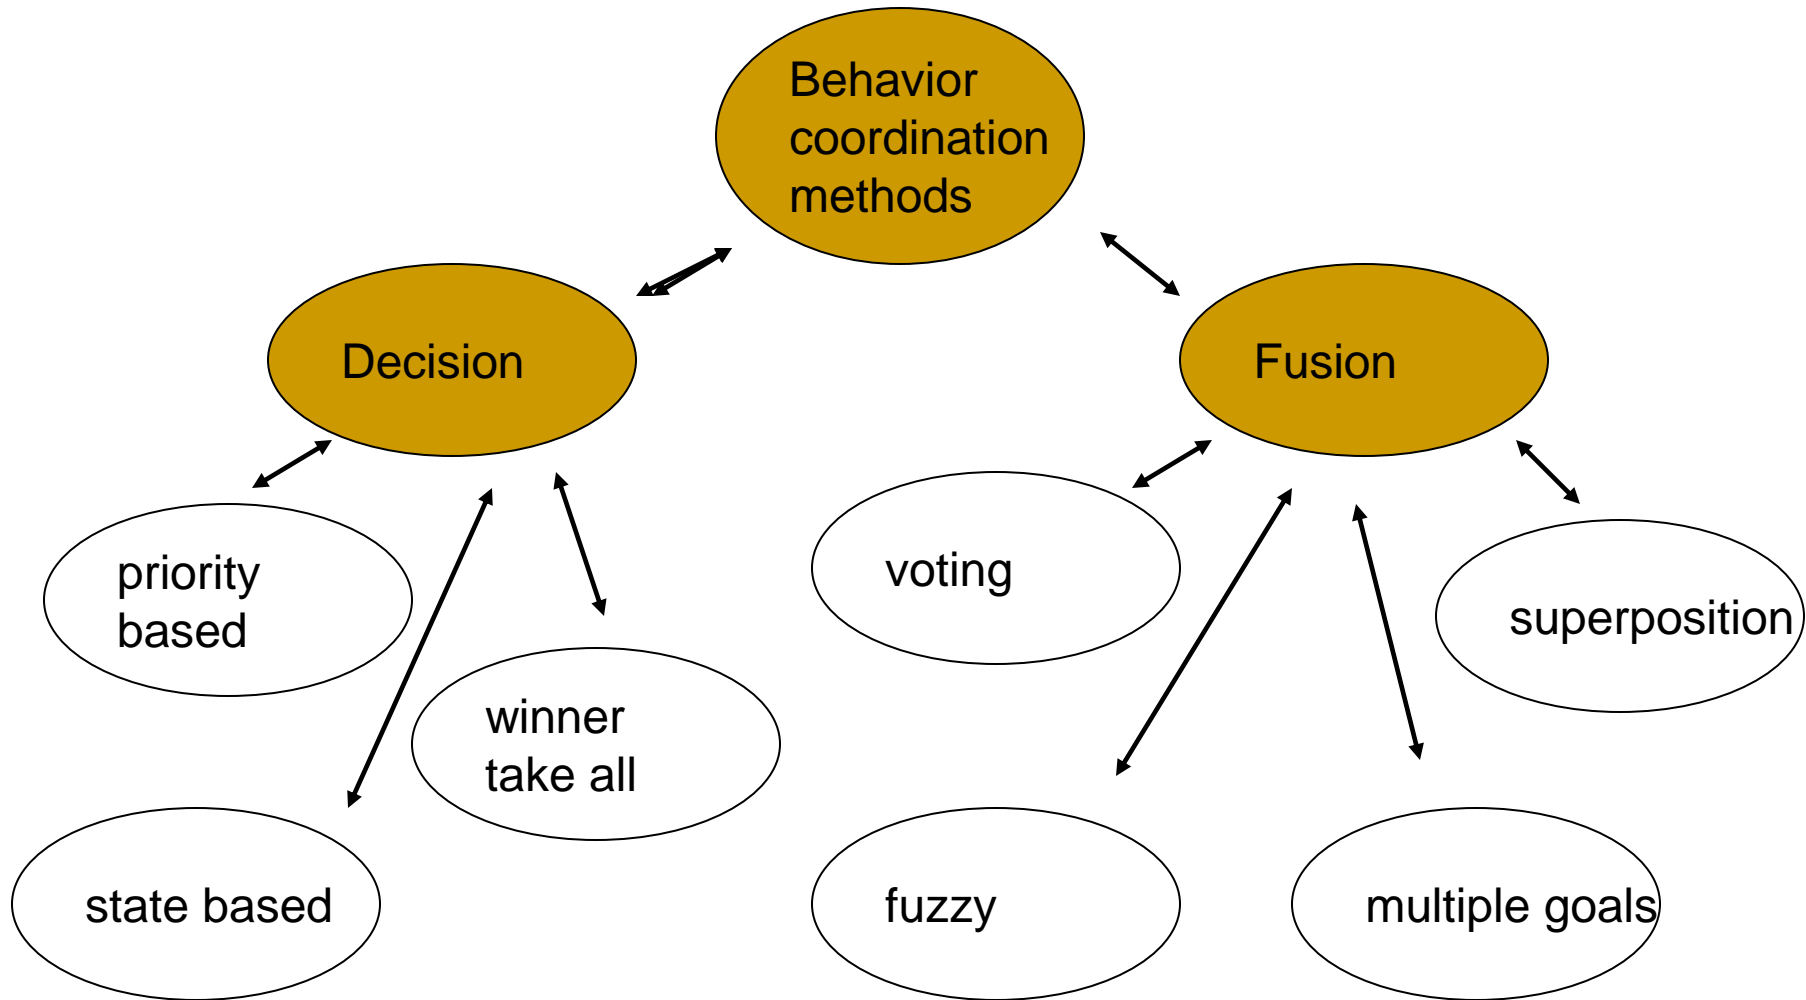 Behavior
coordination
methods
Decision
Fusion
priority
based
voting
superposition
winner
take all
state based
fuzzy
multiple goals